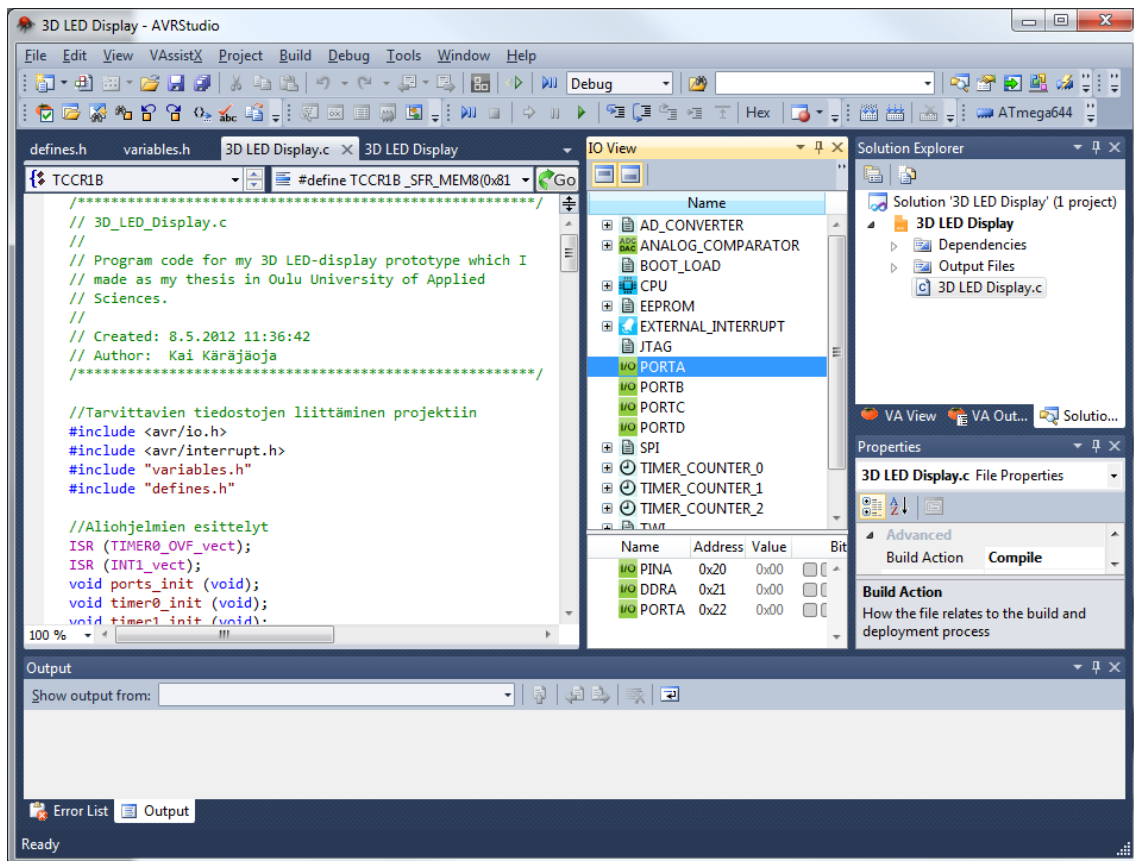 3D LED Display - AVRStudio
File Edit View VAssistX Project Build Debug Tools Window Help
Debug
Hex
ATmega644
defines.h variables.h 3D LED Display.c 3D LED Display
TCCR1B #define TCCR1B _SFR_MEM8(0x81 Go
/*********************************************************/
// 3D_LED_Display.c
//
// Program code for my 3D LED-display prototype which I
// made as my thesis in Oulu University of Applied
// Sciences.
//
// Created: 8.5.2012 11:36:42
// Author: Kai Käräjäoja
/*********************************************************/
//Tarvittavien tiedostojen liittäminen projektiin
#include <avr/io.h>
#include <avr/interrupt.h>
#include "variables.h"
#include "defines.h"
//Aliohjelmien esittelyt
ISR (TIMER0_OVF_vect);
ISR (INT1_vect);
void ports_init (void);
void timer0_init (void);
void timer1_init (void);
100 %
IO View
Name
AD_CONVERTER
ANALOG_COMPARATOR
BOOT_LOAD
CPU
EEPROM
EXTERNAL_INTERRUPT
JTAG
I/O PORTA
I/O PORTB
I/O PORTC
I/O PORTD
SPI
TIMER_COUNTER_0
TIMER_COUNTER_1
TIMER_COUNTER_2
TWI
Name Address Value Bit
I/O PINA 0x20 0x00
I/O DDRA 0x21 0x00
I/O PORTA 0x22 0x00
Solution Explorer
Solution '3D LED Display' (1 project)
3D LED Display
Dependencies
Output Files
3D LED Display.c
VA View VA Out... Solutio...
Properties
3D LED Display.c File Properties
Advanced
Build Action Compile
Build Action
How the file relates to the build and
deployment process
Output
Show output from:
Error List Output
Ready